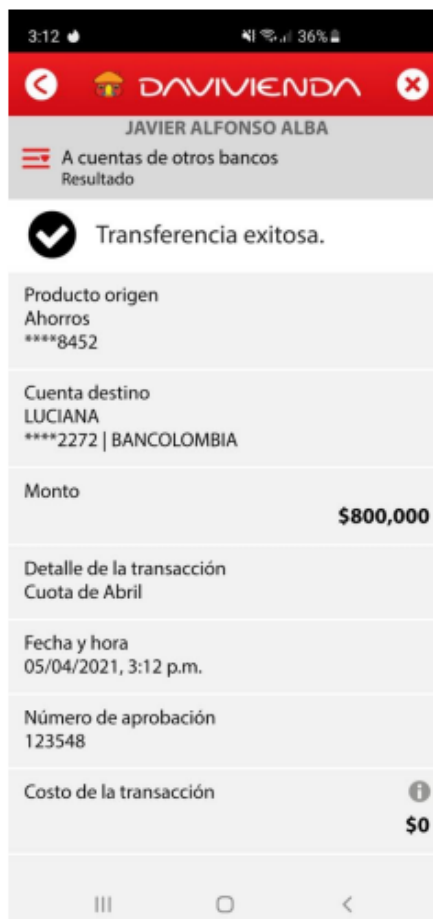 3:12 36%
DAVIVIENDA
JAVIER ALFONSO ALBA
A cuentas de otros bancos
Resultado
Transferencia exitosa.
Producto origen
Ahorros
****8452
Cuenta destino
LUCIANA
****2272 | BANCOLOMBIA
Monto
$800,000
Detalle de la transacción
Cuota de Abril
Fecha y hora
05/04/2021, 3:12 p.m.
Número de aprobación
123548
Costo de la transacción
$0